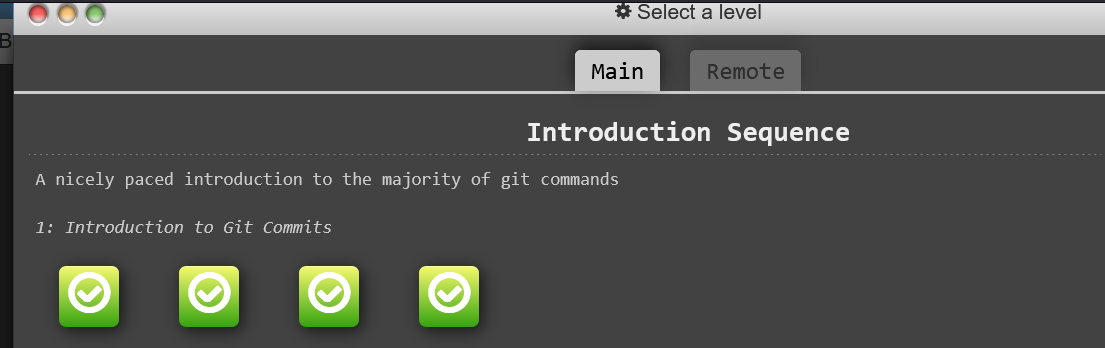 Select a level
B
Main Remote
Introduction Sequence
A nicely paced introduction to the majority of git commands
1: Introduction to Git Commits